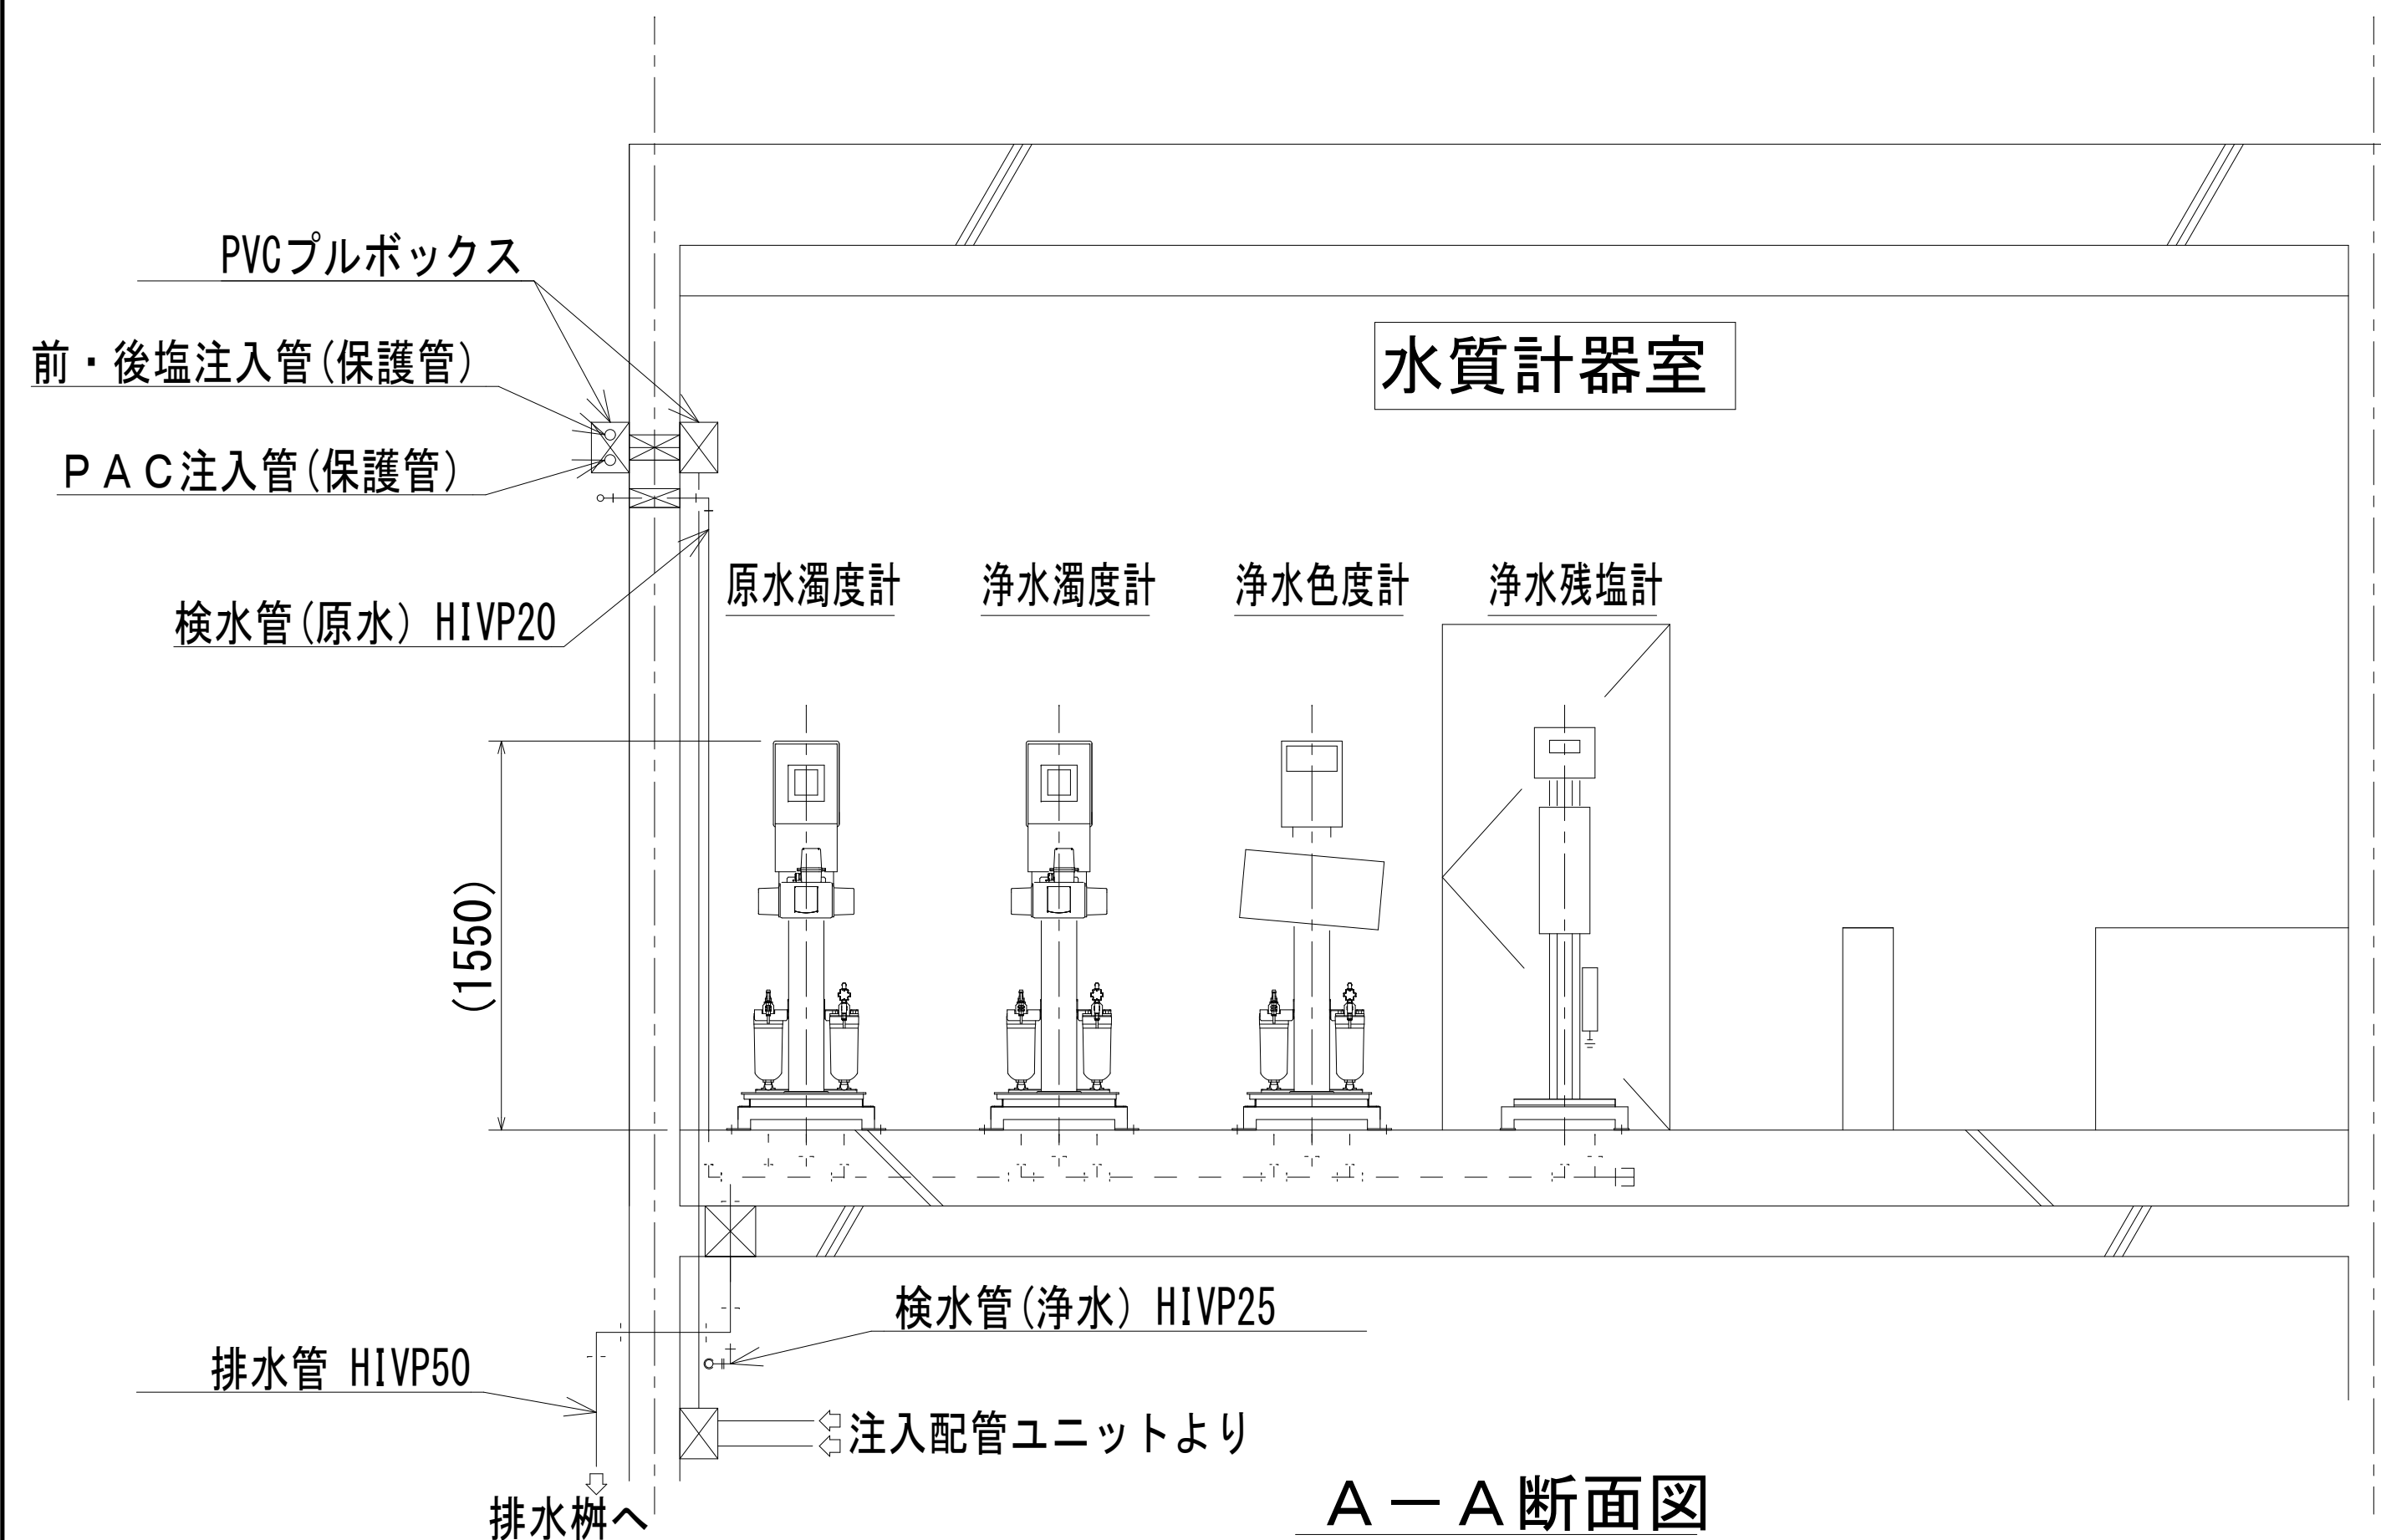 PVCプルボックス
前・後塩注入管(保護管)
ＰＡＣ注入管(保護管)
水質計器室
検水管(原水) HIVP20
原水濁度計
浄水濁度計
浄水色度計
浄水残塩計
(1550)
検水管(浄水) HIVP25
排水管 HIVP50
注入配管ユニットより
排水桝へ
Ａ－Ａ断面図